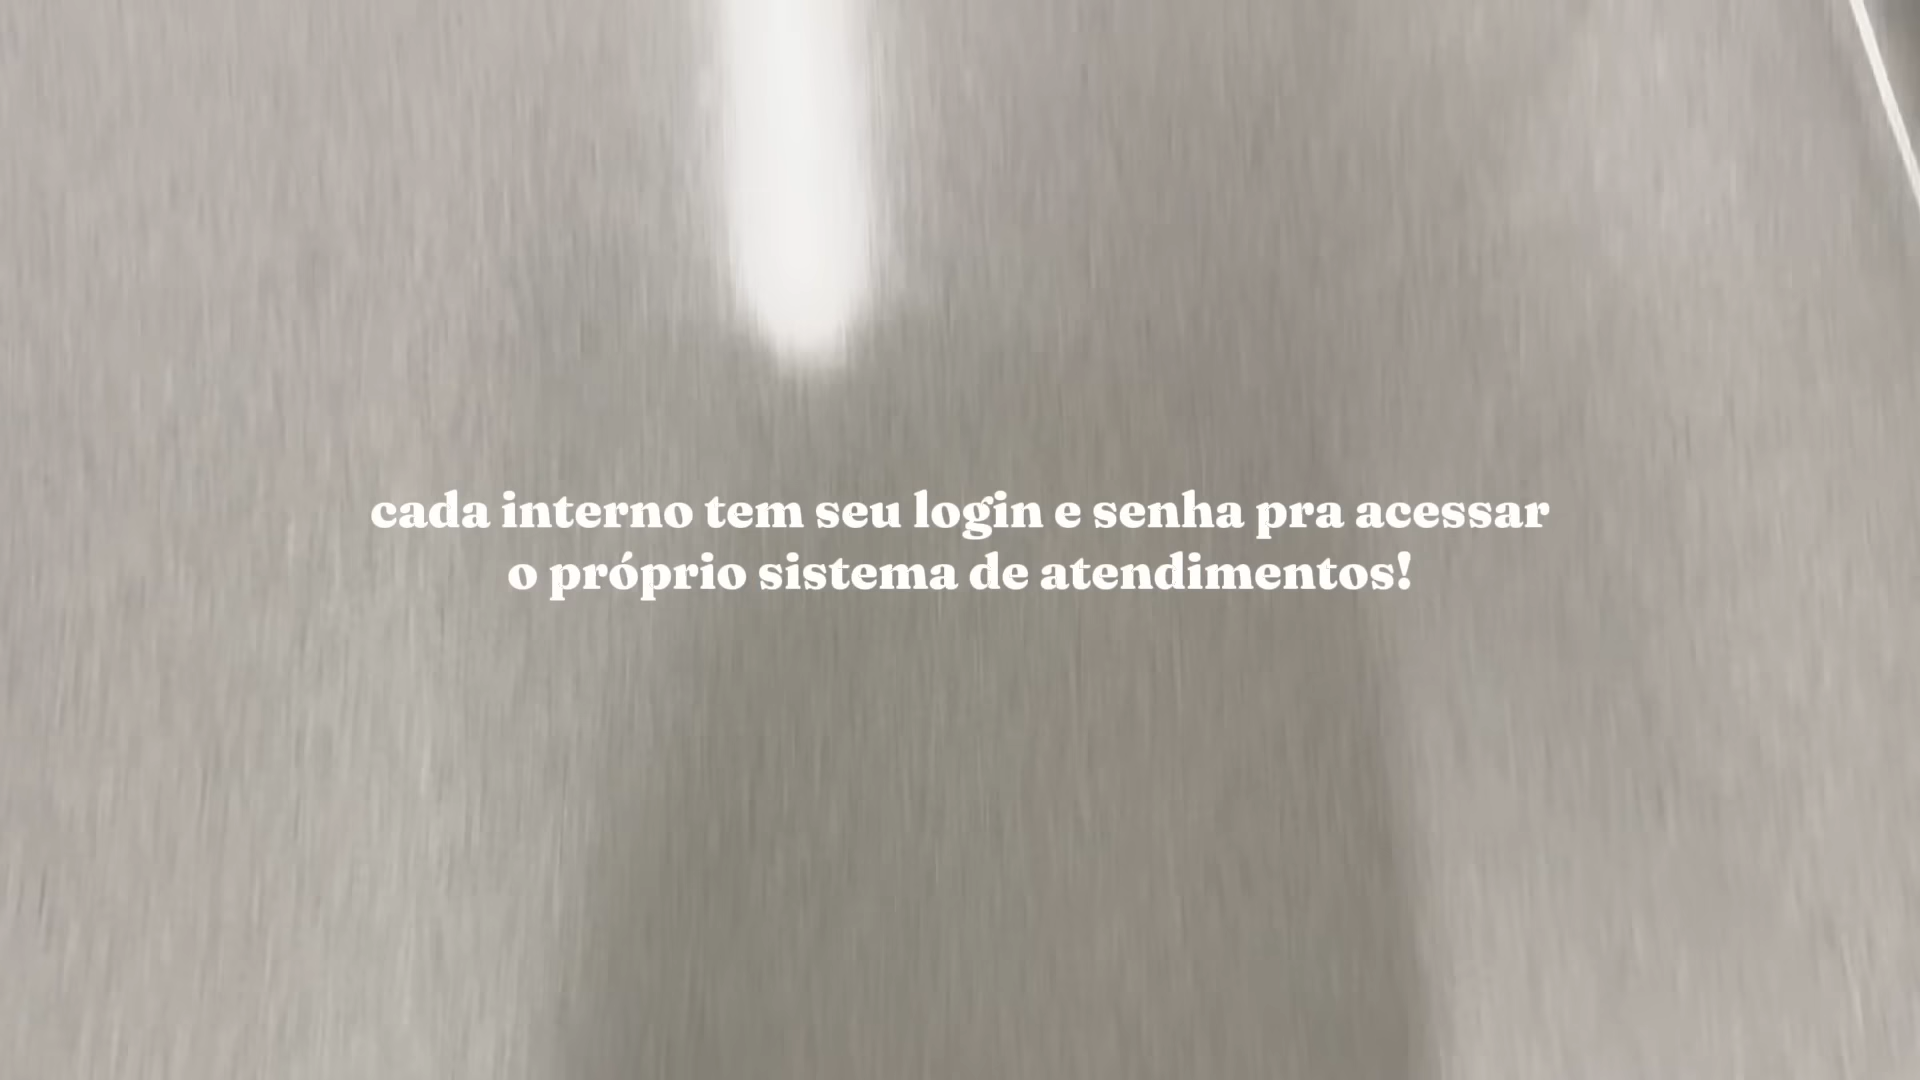 cada interno tem seu login e senha pra acessar
o próprio sistema de atendimentos!